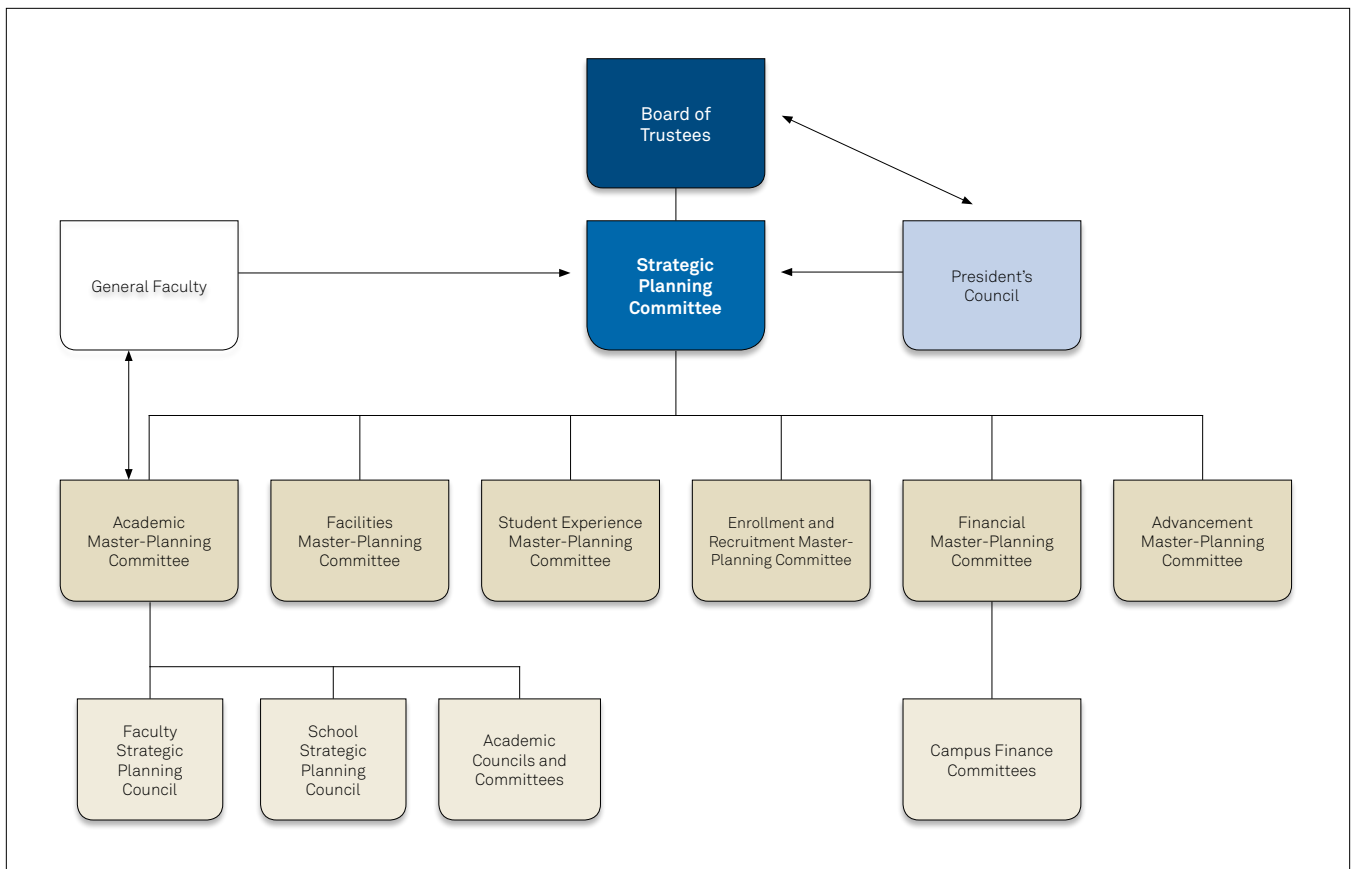 Board of
Trustees
General Faculty
Strategic
Planning
Committee
President's
Council
Academic
Master-Planning
Committee
Facilities
Master-Planning
Committee
Student Experience
Master-Planning
Committee
Enrollment and
Recruitment Master-
Planning Committee
Financial
Master-Planning
Committee
Advancement
Master-Planning
Committee
Faculty
Strategic
Planning
Council
School
Strategic
Planning
Council
Academic
Councils and
Committees
Campus Finance
Committees